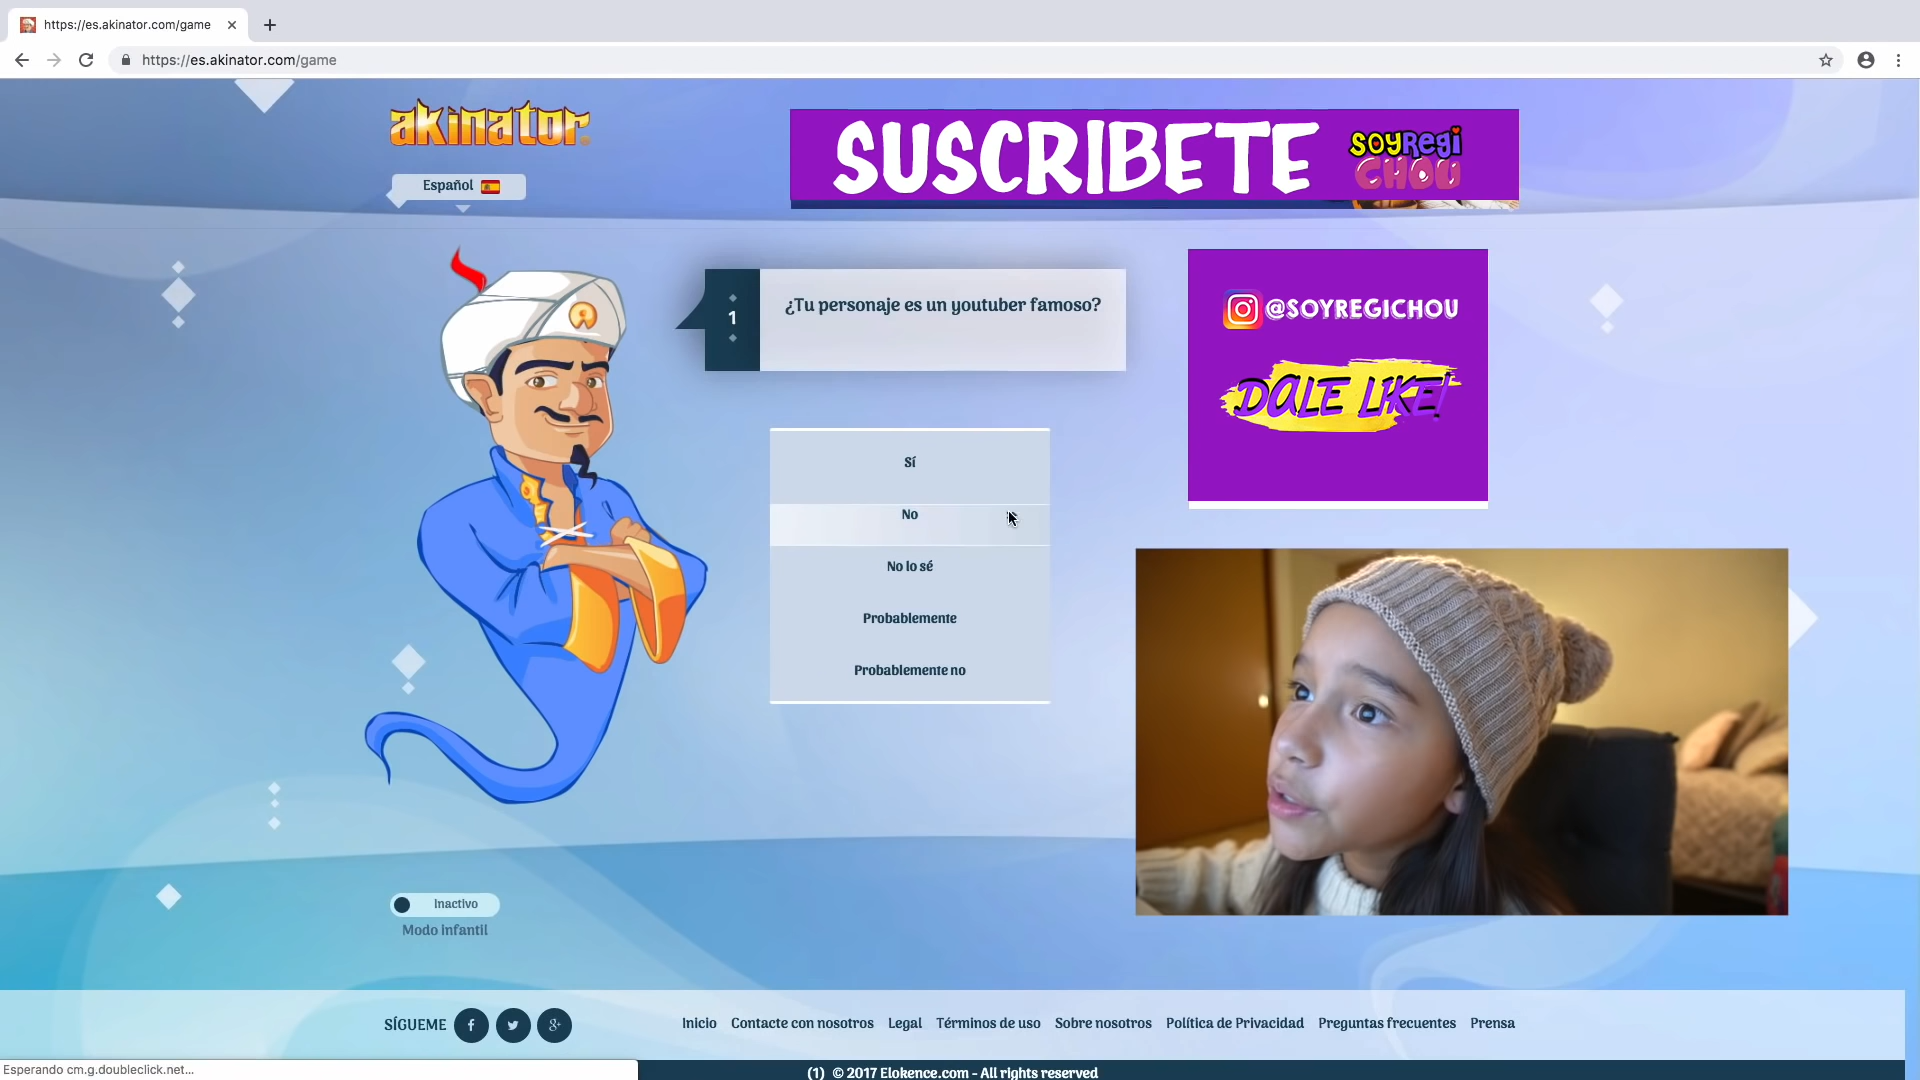 https://es.akinator.com/game
https://es.akinator.com/game
akinator
SUSCRIBETE
SOYREGI
CHOU
Español
1
¿Tu personaje es un youtuber famoso?
@SOYREGICHOU
DALE LIKE!
Sí
No
No lo sé
Probablemente
Probablemente no
Inactivo
Modo infantil
SÍGUEME
Inicio Contacte con nosotros Legal Términos de uso Sobre nosotros Política de Privacidad Preguntas frecuentes Prensa
Esperando cm.g.doubleclick.net...
(1) © 2017 Elokence.com - All rights reserved